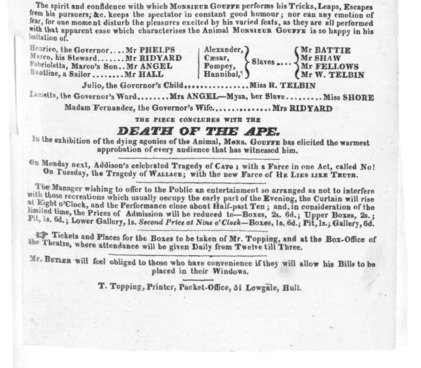 The spirit and confidence with which MONSIEUR GOUFFE performs his Tricks, Leaps, Escapes
from his pursuers, &c. keeps the spectator in constant good humour; nor can any emotion of
fear, for one moment disturb the pleasures excited by his varied feats, as they are all performed
with that apparent ease which characterises the Animal MONSIEUR GOUFFE is so happy in his
imitation of.
Henrico, the Governor....Mr PHELPS Alexander, Mr BATTIE
Marco, his Steward......Mr RIDYARD Cæsar, Mr SHAW
Fabrioletta, Marco's Son..Mr ANGEL Pompey, Slaves.... Mr FELLOWS
Bantline, a Sailor......Mr HALL Hannibal, Mr W. TELBIN
Julio, the Governor's Child,..................Miss R. TELBIN
the Governor's Ward.....Mrs ANGEL—Mysa, her Slave........Miss SHORE
Madam Fernandez, the Governor's Wife..............Mrs RIDYARD
THE PIECE CONCLUDES WITH THE
DEATH OF THE APE.
In the exhibition of the dying agonies of the Animal, MONS. GOUFFE has elicited the warmest
approbation of every audience that has witnessed him.
On Monday next, Addison's celebrated Tragedy of CATO; with a Farce in one Act, called NO!
On Tuesday, the Tragedy of WALLACE; with the new Farce of HE LIES LIKE TRUTH.
The Manager wishing to offer to the Public an entertainment so arranged as not to interfere
with those recreations which usually occupy the early part of the Evening, the Curtain will rise
at Eight o'Clock, and the Performance close about Half-past Ten; and, in consideration of the
limited time, the Prices of Admission will be reduced to—Boxes, 2s. 6d.; Upper Boxes, 2s.;
Pit, 1s. 6d.; Lower Gallery, 1s. Second Price at Nine o'Clock—Boxes, 1s. 6d.; Pit, 1s.; Gallery, 6d.
☞ Tickets and Places for the Boxes to be taken of Mr. Topping, and at the Box-Office of
the Theatre, where attendance will be given Daily from Twelve till Three.
Mr. BUTLER will feel obliged to those who have convenience if they will allow his Bills to be
placed in their Windows.
T. Topping, Printer, Packet-Office, 51 Lowgate, Hull.